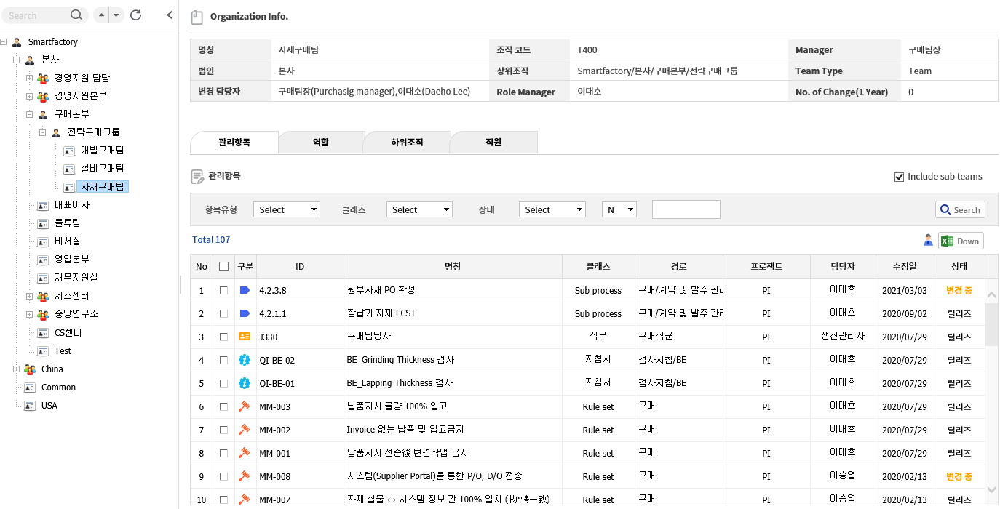 Search
Smartfactory
본사
경영지원 담당
경영지원본부
구매본부
전략구매그룹
개발구매팀
설비구매팀
자재구매팀
대표이사
물류팀
비서실
영업본부
재무지원실
제조센터
중앙연구소
CS센터
Test
China
Common
USA
Organization Info.
명칭 자재구매팀 조직 코드 T400 Manager 구매팀장
법인 본사 상위조직 Smartfactory/본사/구매본부/전략구매그룹 Team Type Team
변경 담당자 구매팀장(Purchasig manager),이대호(Daeho Lee) Role Manager 이대호 No. of Change(1 Year) 0
관리항목 역할 하위조직 직원
관리항목 Include sub teams
항목유형 Select 클래스 Select 상태 Select N Search
Total 107 Down
No 구분 ID 명칭 클래스 경로 프로젝트 담당자 수정일 상태
1 4.2.3.8 원부자재 PO 확정 Sub process 구매/계약 및 발주 관리 PI 이대호 2021/03/03 변경 중
2 4.2.1.1 장납기 자재 FCST Sub process 구매/계약 및 발주 관리 PI 이대호 2020/09/02 릴리즈
3 J330 구매담당자 직무 구매직군 PI 생산관리자 2020/07/29 릴리즈
4 QI-BE-02 BE_Grinding Thickness 검사 지침서 검사지침/BE PI 이대호 2020/07/29 릴리즈
5 QI-BE-01 BE_Lapping Thickness 검사 지침서 검사지침/BE PI 이대호 2020/07/29 릴리즈
6 MM-003 납품지시 물량 100% 입고 Rule set 구매 PI 이대호 2020/07/29 릴리즈
7 MM-002 Invoice 없는 납품 및 입고금지 Rule set 구매 PI 이대호 2020/07/29 릴리즈
8 MM-001 납품지시 전송後 변경작업 금지 Rule set 구매 PI 이대호 2020/07/29 릴리즈
9 MM-008 시스템(Supplier Portal)을 통한 P/O, D/O 전송 Rule set 구매 PI 이승엽 2020/02/13 변경 중
10 MM-007 자재 실물 ↔ 시스템 정보 간 100% 일치 (物·情一致) Rule set 구매 PI 이승엽 2020/02/13 릴리즈